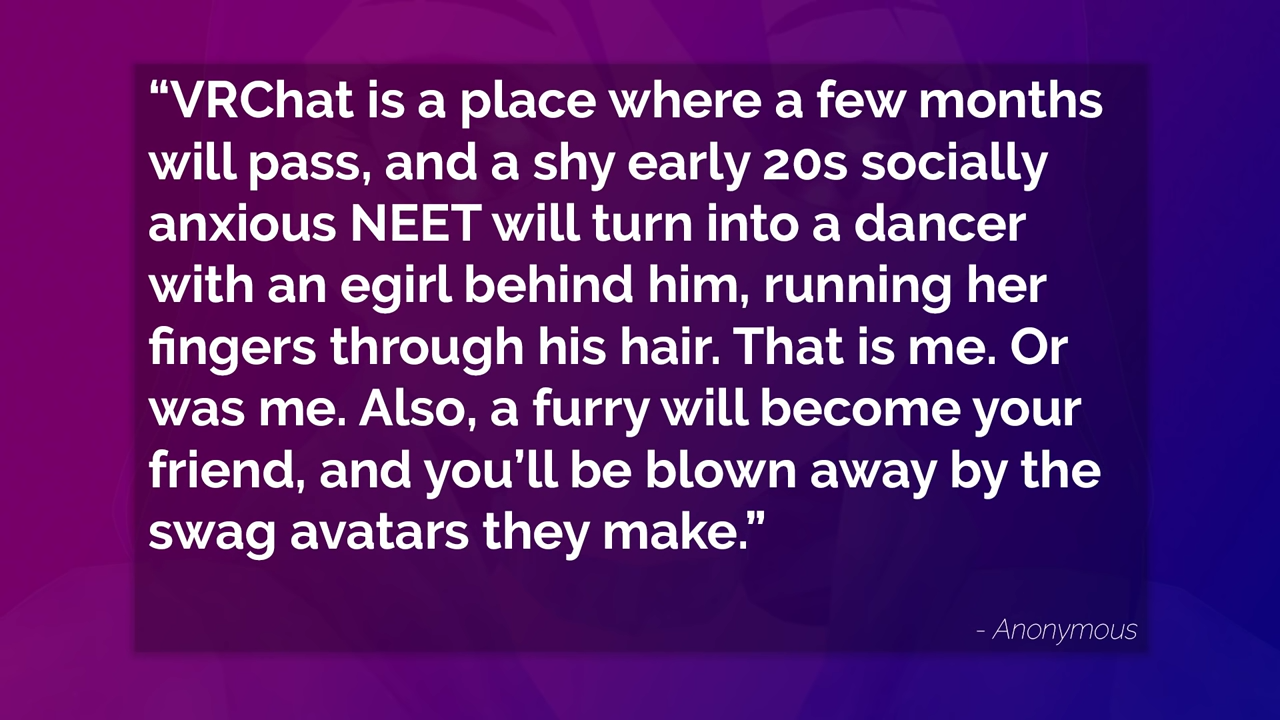 “VRChat is a place where a few months
will pass, and a shy early 20s socially
anxious NEET will turn into a dancer
with an egirl behind him, running her
fingers through his hair. That is me. Or
was me. Also, a furry will become your
friend, and you’ll be blown away by the
swag avatars they make.”
- Anonymous